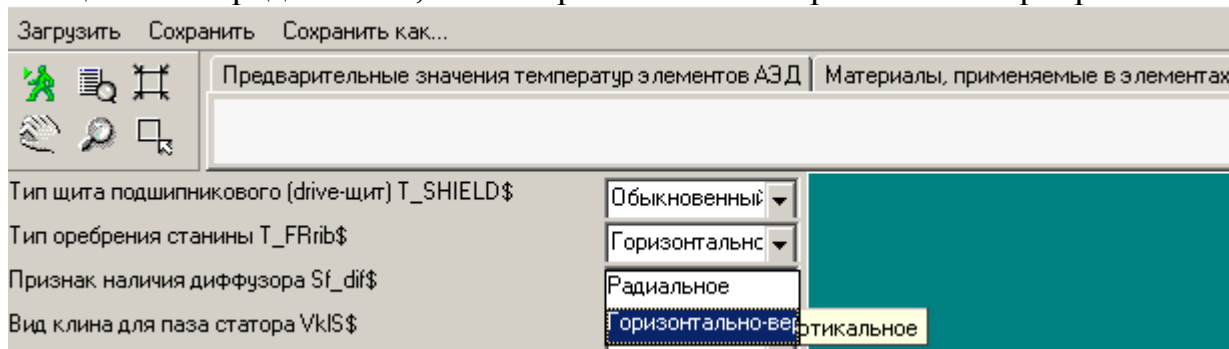 Загрузить Сохранить Сохранить как...
Предварительные значения температур элементов АЭД Материалы, применяемые в элементах
Тип щита подшипникового (drive-щит) T_SHIELD$ Обыкновенный
Тип оребрения станины T_FRrib$ Горизонтальнс
Признак наличия диффузора Sf_dif$ Радиальное
Вид клина для паза статора VklS$ Горизонтально-вертикальное